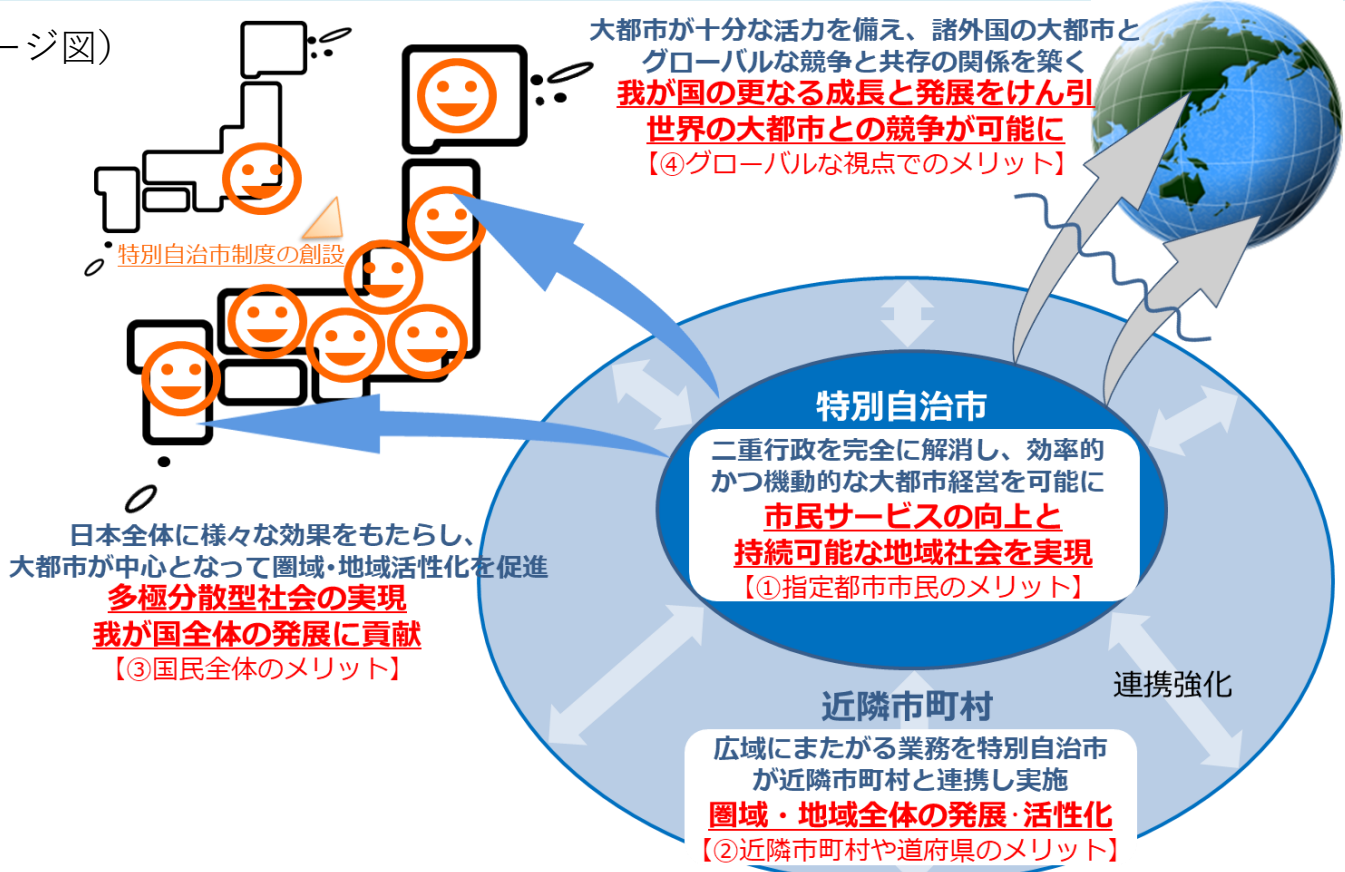 ージ図）
大都市が十分な活力を備え、諸外国の大都市と
グローバルな競争と共存の関係を築く
我が国の更なる成長と発展をけん引
世界の大都市との競争が可能に
【④グローバルな視点でのメリット】
特別自治市制度の創設
特別自治市
二重行政を完全に解消し、効率的
かつ機動的な大都市経営を可能に
市民サービスの向上と
持続可能な地域社会を実現
【①指定都市市民のメリット】
日本全体に様々な効果をもたらし、
大都市が中心となって圏域・地域活性化を促進
多極分散型社会の実現
我が国全体の発展に貢献
【③国民全体のメリット】
連携強化
近隣市町村
広域にまたがる業務を特別自治市
が近隣市町村と連携し実施
圏域・地域全体の発展・活性化
【②近隣市町村や道府県のメリット】